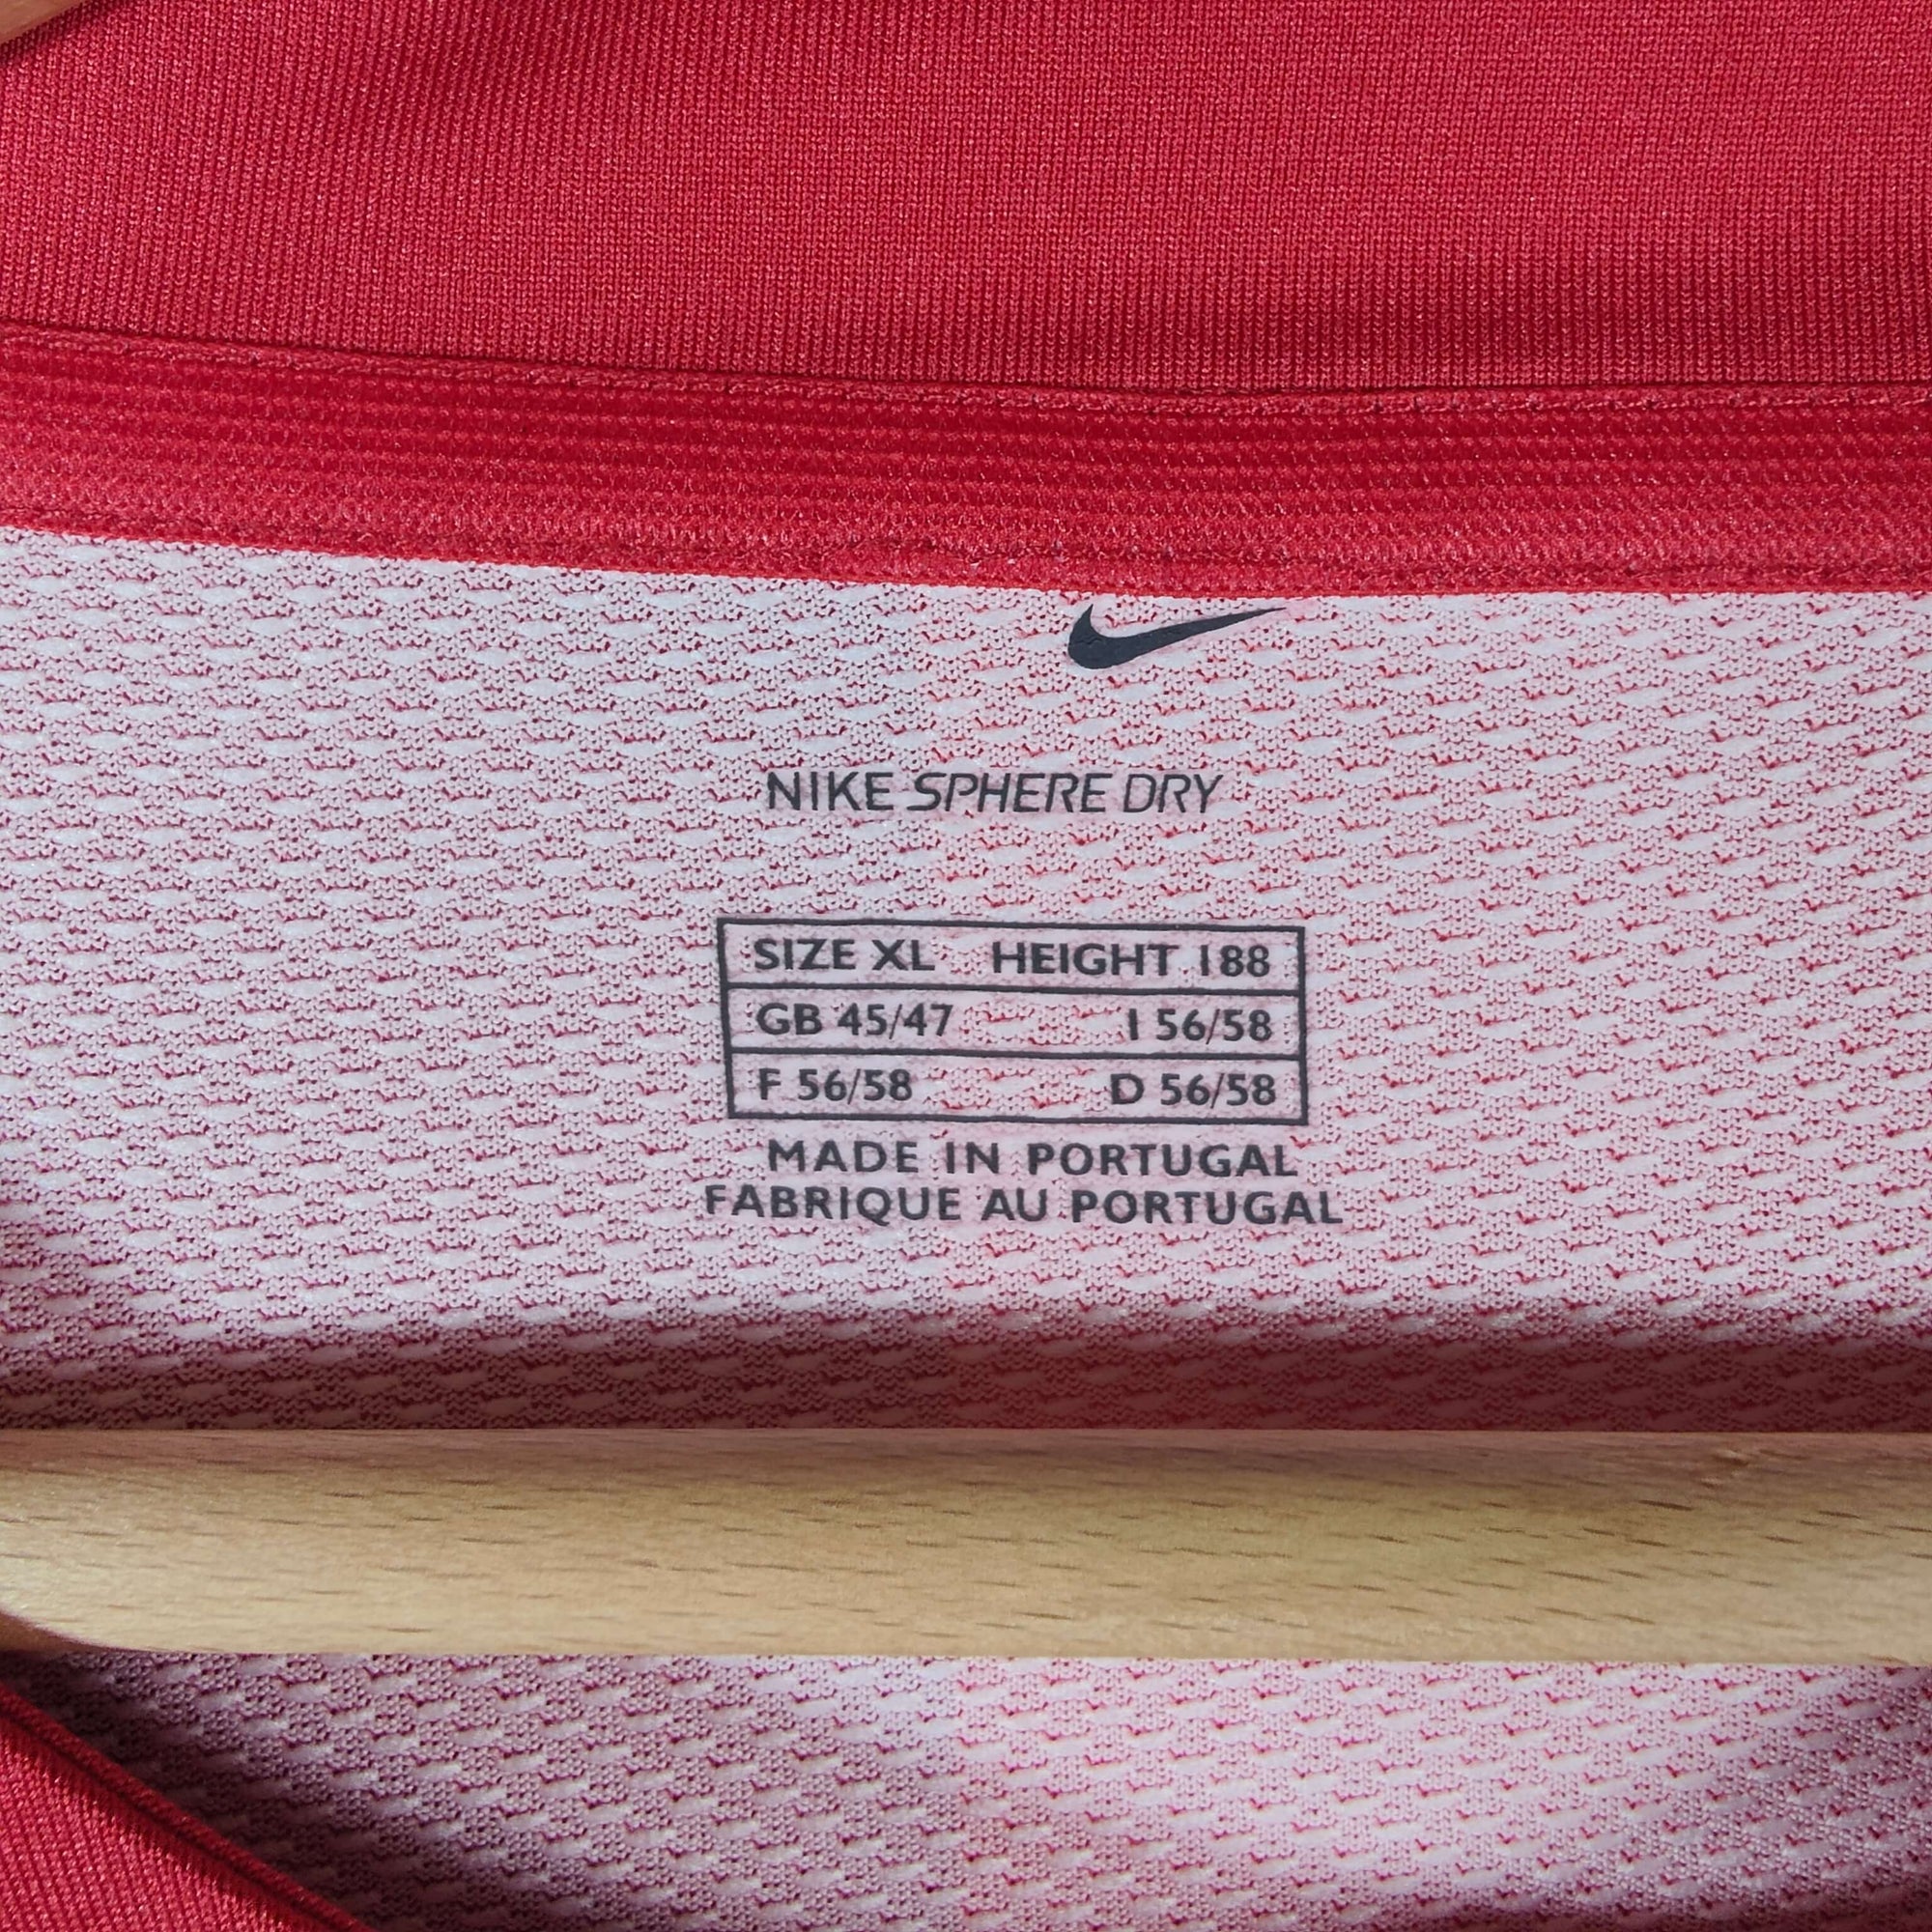 NIKE SPHERE DRY
SIZE XL HEIGHT 188
GB 45/47 I 56/58
F 56/58 D 56/58
MADE IN PORTUGAL
FABRIQUE AU PORTUGAL